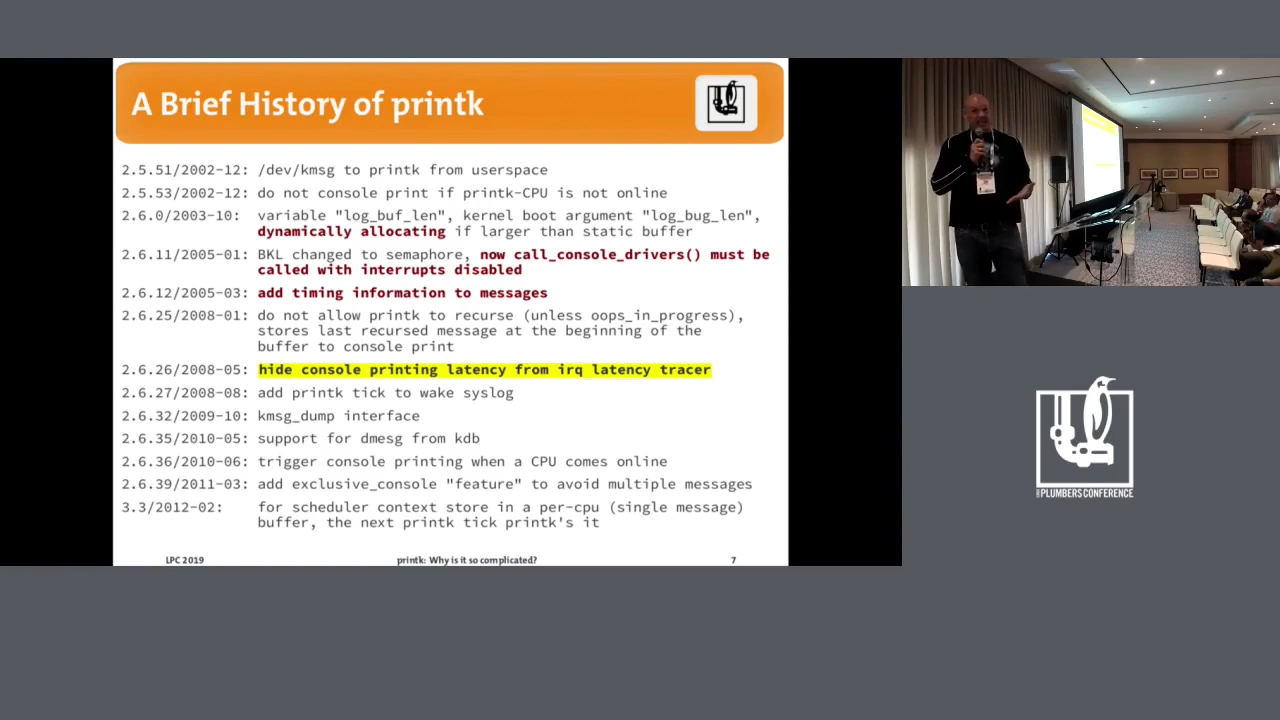 A Brief History of printk
2.5.51/2002-12: /dev/kmsg to printk from userspace
2.5.53/2002-12: do not console print if printk-CPU is not online
2.6.0/2003-10: variable "log_buf_len", kernel boot argument "log_bug_len",
dynamically allocating if larger than static buffer
2.6.11/2005-01: BKL changed to semaphore, now call_console_drivers() must be
called with interrupts disabled
2.6.12/2005-03: add timing information to messages
2.6.25/2008-01: do not allow printk to recurse (unless oops_in_progress),
stores last recursed message at the beginning of the
buffer to console print
2.6.26/2008-05: hide console printing latency from irq latency tracer
2.6.27/2008-08: add printk tick to wake syslog
2.6.32/2009-10: kmsg_dump interface
2.6.35/2010-05: support for dmesg from kdb
2.6.36/2010-06: trigger console printing when a CPU comes online
2.6.39/2011-03: add exclusive_console "feature" to avoid multiple messages
3.3/2012-02: for scheduler context store in a per-cpu (single message)
buffer, the next printk tick printk's it
LPC 2019 printk: Why is it so complicated? 7
PLUMBERS CONFERENCE